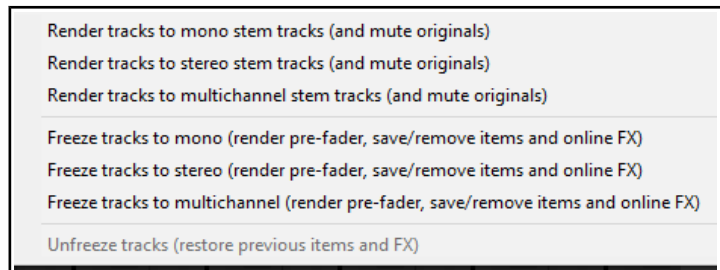 Render tracks to mono stem tracks (and mute originals)
Render tracks to stereo stem tracks (and mute originals)
Render tracks to multichannel stem tracks (and mute originals)
Freeze tracks to mono (render pre-fader, save/remove items and online FX)
Freeze tracks to stereo (render pre-fader, save/remove items and online FX)
Freeze tracks to multichannel (render pre-fader, save/remove items and online FX)
Unfreeze tracks (restore previous items and FX)